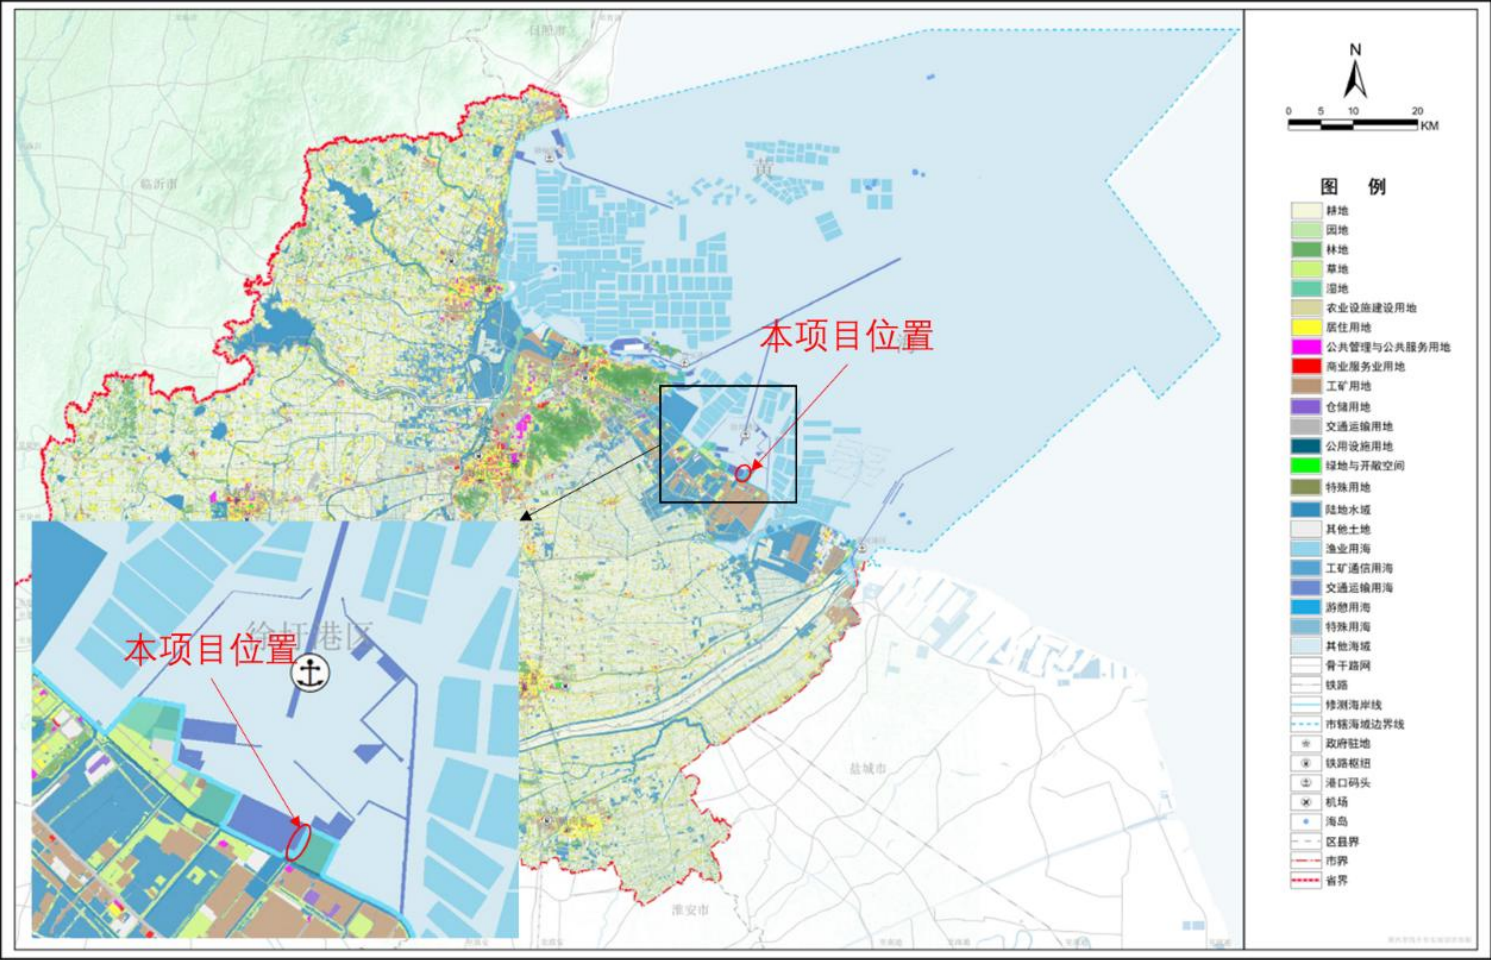 日照市
临沂市
黄
海
本项目位置
徐圩港区
本项目位置
盐城市
淮安市
N
0 5 10 20
KM
图 例
耕地
园地
林地
草地
湿地
农业设施建设用地
居住用地
公共管理与公共服务用地
商业服务业用地
工矿用地
仓储用地
交通运输用地
公用设施用地
绿地与开敞空间
特殊用地
陆地水域
其他土地
渔业用海
工矿通信用海
交通运输用海
游憩用海
特殊用海
其他海域
骨干路网
铁路
修测海岸线
市辖海域边界线
政府驻地
铁路枢纽
港口码头
机场
海岛
区县界
市界
省界